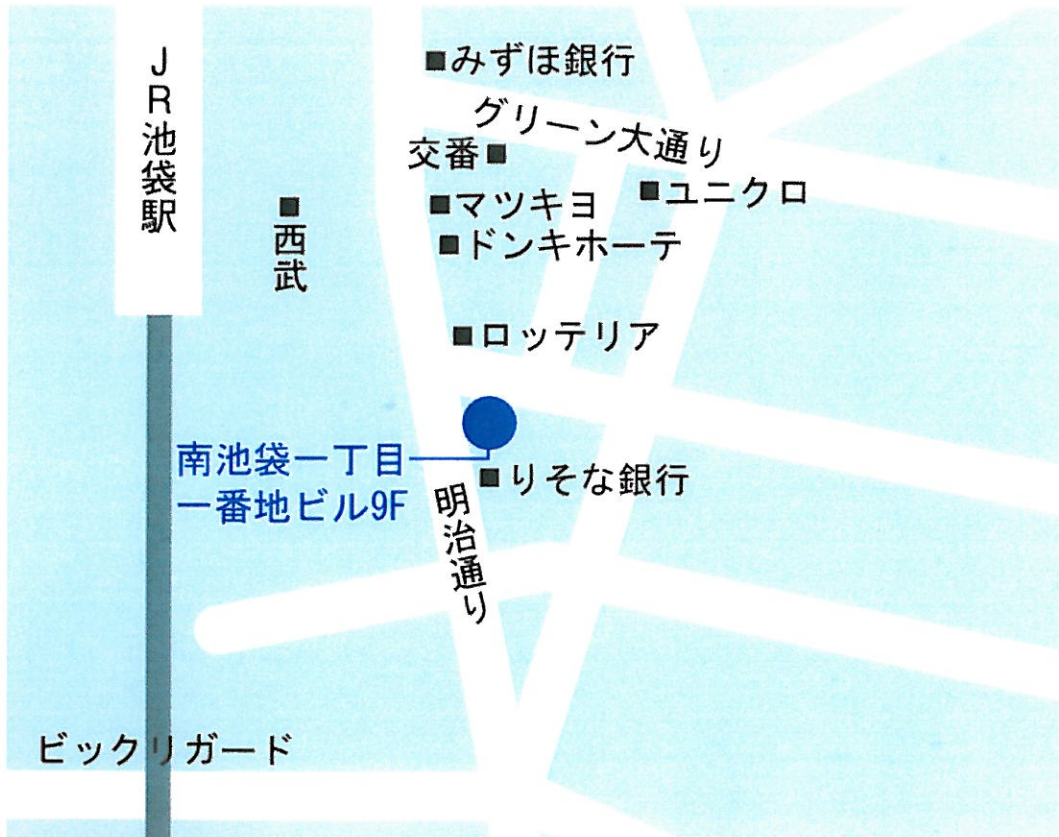 JR池袋駅
■みずほ銀行
グリーン大通り
交番■
■マツキヨ
■ユニクロ
■西武
■ドンキホーテ
■ロッテリア
南池袋一丁目
一番地ビル9F
■りそな銀行
明治通り
ビックリガード